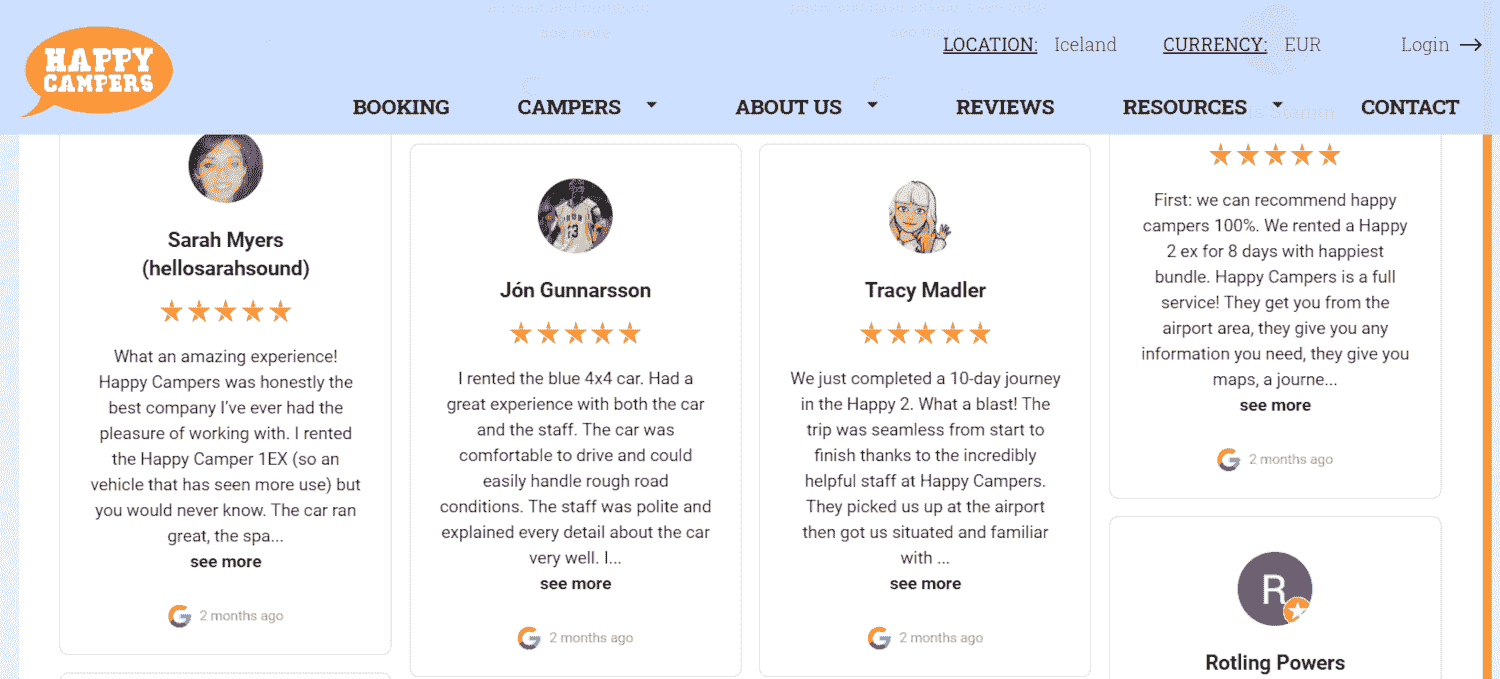 HAPPY
CAMPERS
LOCATION: Iceland
CURRENCY: EUR
Login
BOOKING
CAMPERS
ABOUT US
REVIEWS
RESOURCES
CONTACT
Sarah Myers
(hellosarahsound)
What an amazing experience!
Happy Campers was honestly the
best company I've ever had the
pleasure of working with. I rented
the Happy Camper 1EX (so an
vehicle that has seen more use) but
you would never know. The car ran
great, the spa...
see more
2 months ago
Jón Gunnarsson
I rented the blue 4x4 car. Had a
great experience with both the car
and the staff. The car was
comfortable to drive and could
easily handle rough road
conditions. The staff was polite and
explained every detail about the car
very well. I...
see more
2 months ago
Tracy Madler
We just completed a 10-day journey
in the Happy 2. What a blast! The
trip was seamless from start to
finish thanks to the incredibly
helpful staff at Happy Campers.
They picked us up at the airport
then got us situated and familiar
with ...
see more
2 months ago
First: we can recommend happy
campers 100%. We rented a Happy
2 ex for 8 days with happiest
bundle. Happy Campers is a full
service! They get you from the
airport area, they give you any
information you need, they give you
maps, a journe...
see more
2 months ago
R
Rotling Powers